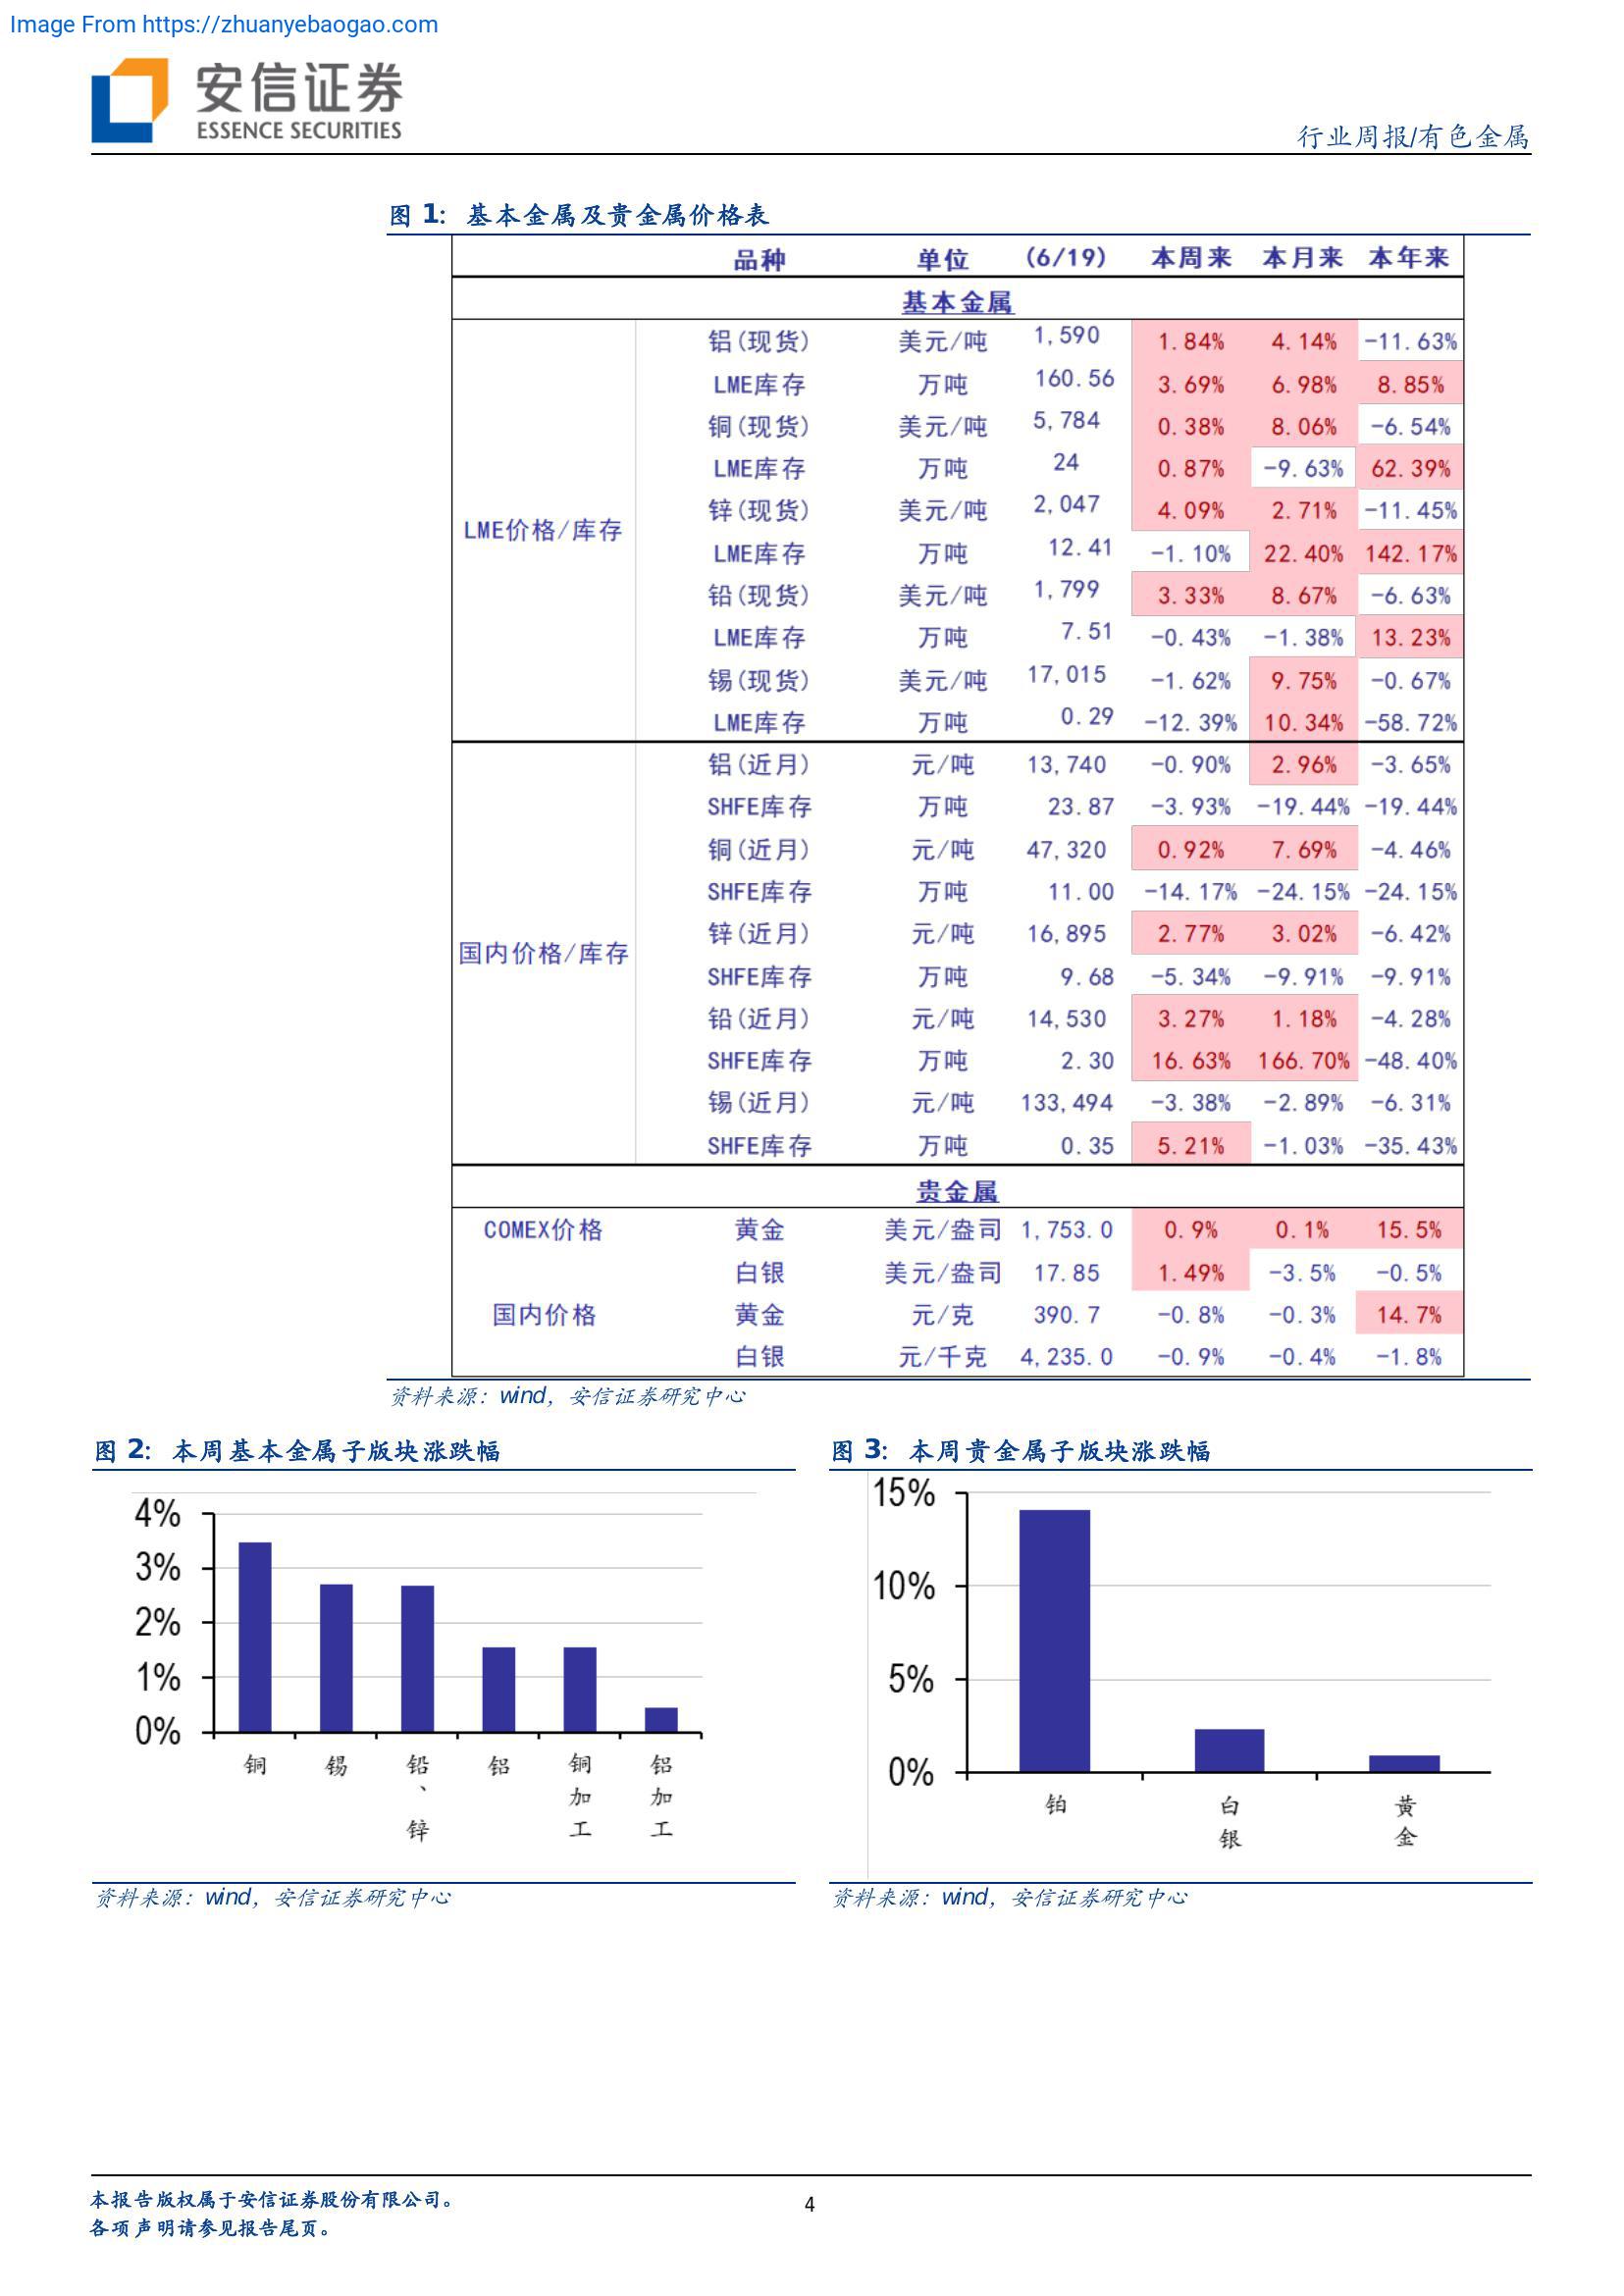 Image From https://zhuanyebaogao.com
安信证券
ESSENCE SECURITIES
行业周报/有色金属
图 1：基本金属及贵金属价格表
品种 单位 (6/19) 本周来 本月来 本年来
基本金属
铝(现货) 美元/吨 1,590 1.84% 4.14% -11.63%
LME库存 万吨 160.56 3.69% 6.98% 8.85%
铜(现货) 美元/吨 5,784 0.38% 8.06% -6.54%
LME库存 万吨 24 0.87% -9.63% 62.39%
锌(现货) 美元/吨 2,047 4.09% 2.71% -11.45%
LME价格/库存
LME库存 万吨 12.41 -1.10% 22.40% 142.17%
铅(现货) 美元/吨 1,799 3.33% 8.67% -6.63%
LME库存 万吨 7.51 -0.43% -1.38% 13.23%
锡(现货) 美元/吨 17,015 -1.62% 9.75% -0.67%
LME库存 万吨 0.29 -12.39% 10.34% -58.72%
铝(近月) 元/吨 13,740 -0.90% 2.96% -3.65%
SHFE库存 万吨 23.87 -3.93% -19.44% -19.44%
铜(近月) 元/吨 47,320 0.92% 7.69% -4.46%
SHFE库存 万吨 11.00 -14.17% -24.15% -24.15%
锌(近月) 元/吨 16,895 2.77% 3.02% -6.42%
国内价格/库存
SHFE库存 万吨 9.68 -5.34% -9.91% -9.91%
铅(近月) 元/吨 14,530 3.27% 1.18% -4.28%
SHFE库存 万吨 2.30 16.63% 166.70% -48.40%
锡(近月) 元/吨 133,494 -3.38% -2.89% -6.31%
SHFE库存 万吨 0.35 5.21% -1.03% -35.43%
贵金属
COMEX价格 黄金 美元/盎司 1,753.0 0.9% 0.1% 15.5%
白银 美元/盎司 17.85 1.49% -3.5% -0.5%
国内价格 黄金 元/克 390.7 -0.8% -0.3% 14.7%
白银 元/千克 4,235.0 -0.9% -0.4% -1.8%
资料来源：wind，安信证券研究中心
图 2：本周基本金属子版块涨跌幅
4%
3%
2%
1%
0%
铜 锡 铅、锌 铝 铜加工 铝加工
资料来源：wind，安信证券研究中心
图 3：本周贵金属子版块涨跌幅
15%
10%
5%
0%
铂 白银 黄金
资料来源：wind，安信证券研究中心
本报告版权属于安信证券股份有限公司。
各项声明请参见报告尾页。
4